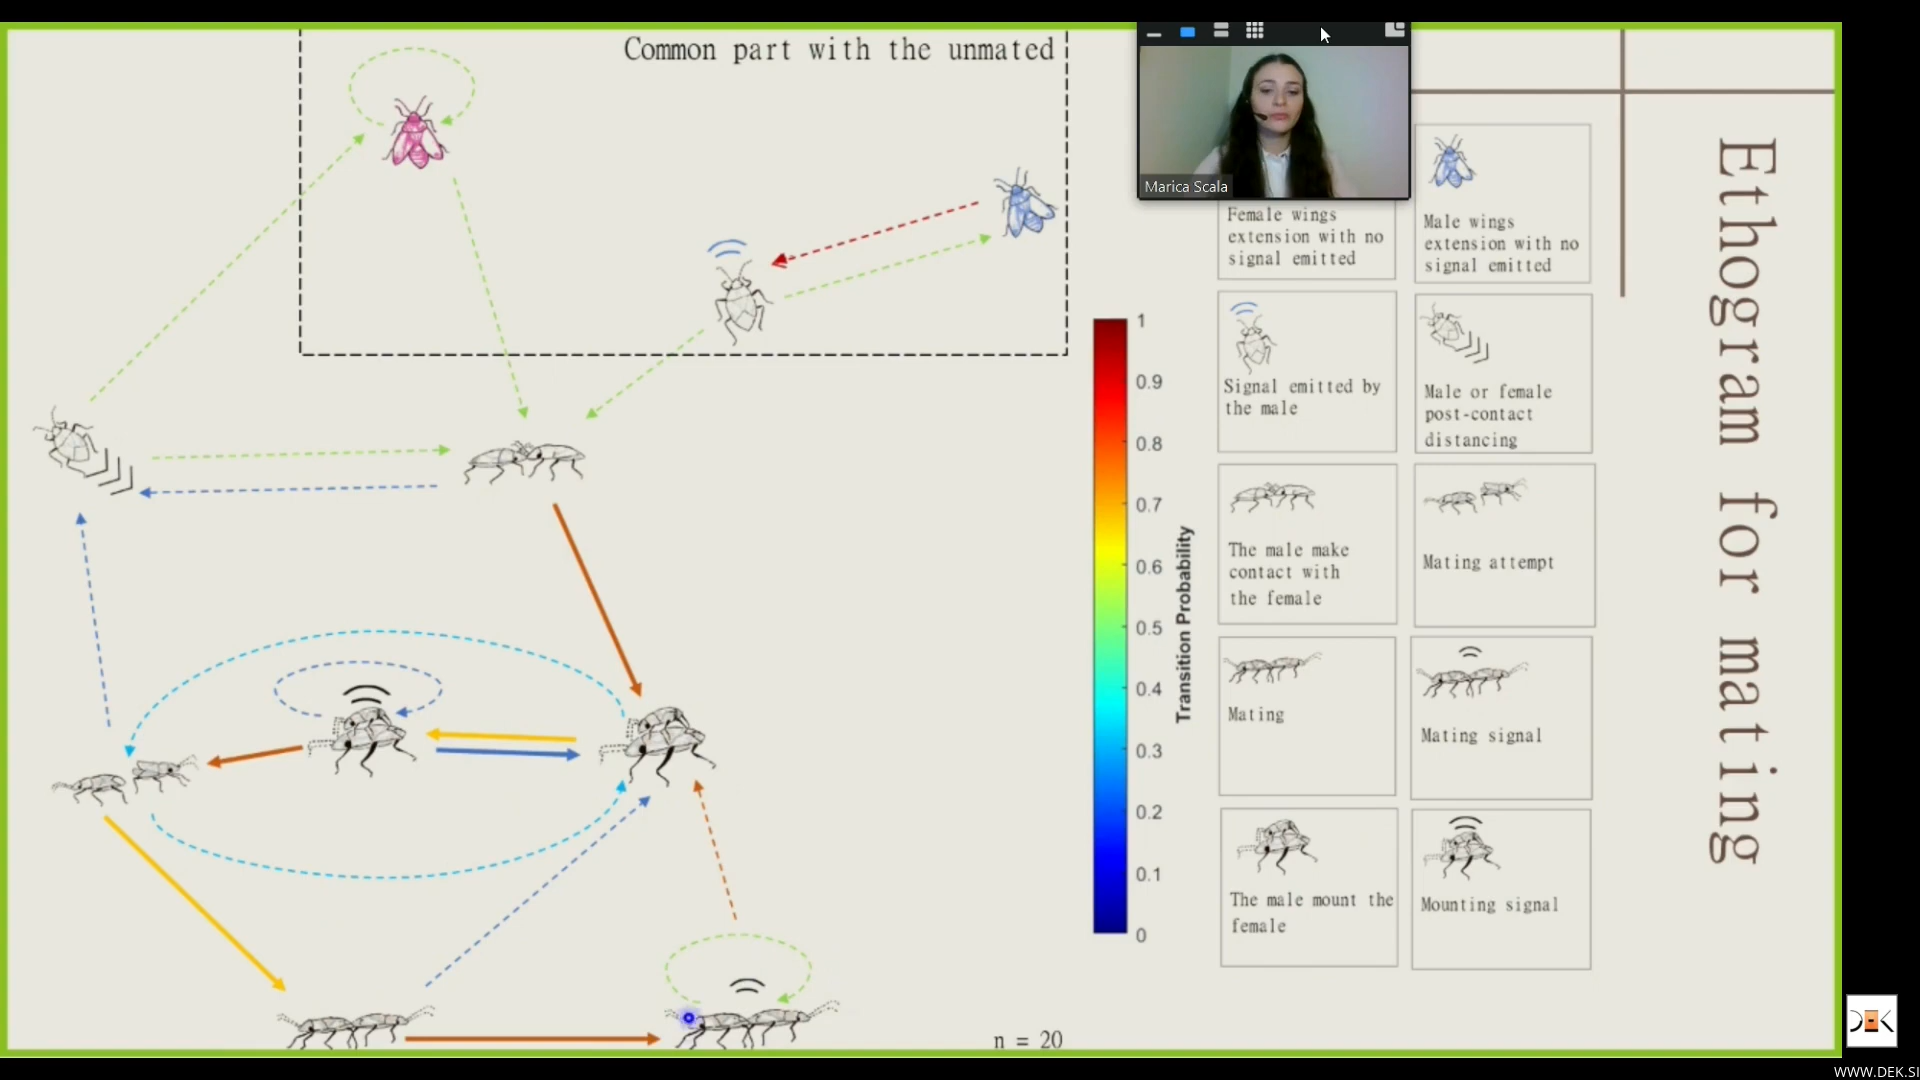 Common part with the unmated
Marica Scala
Female wings
extension with no
signal emitted
Male wings
extension with no
signal emitted
Signal emitted by
the male
Male or female
post-contact
distancing
The male make
contact with
the female
Mating attempt
Mating
Mating signal
The male mount the
female
Mounting signal
1
0.9
0.8
0.7
0.6
0.5
0.4
0.3
0.2
0.1
0
Transition Probability
n = 20
Ethogram for mating
DEK
WWW.DEK.SI